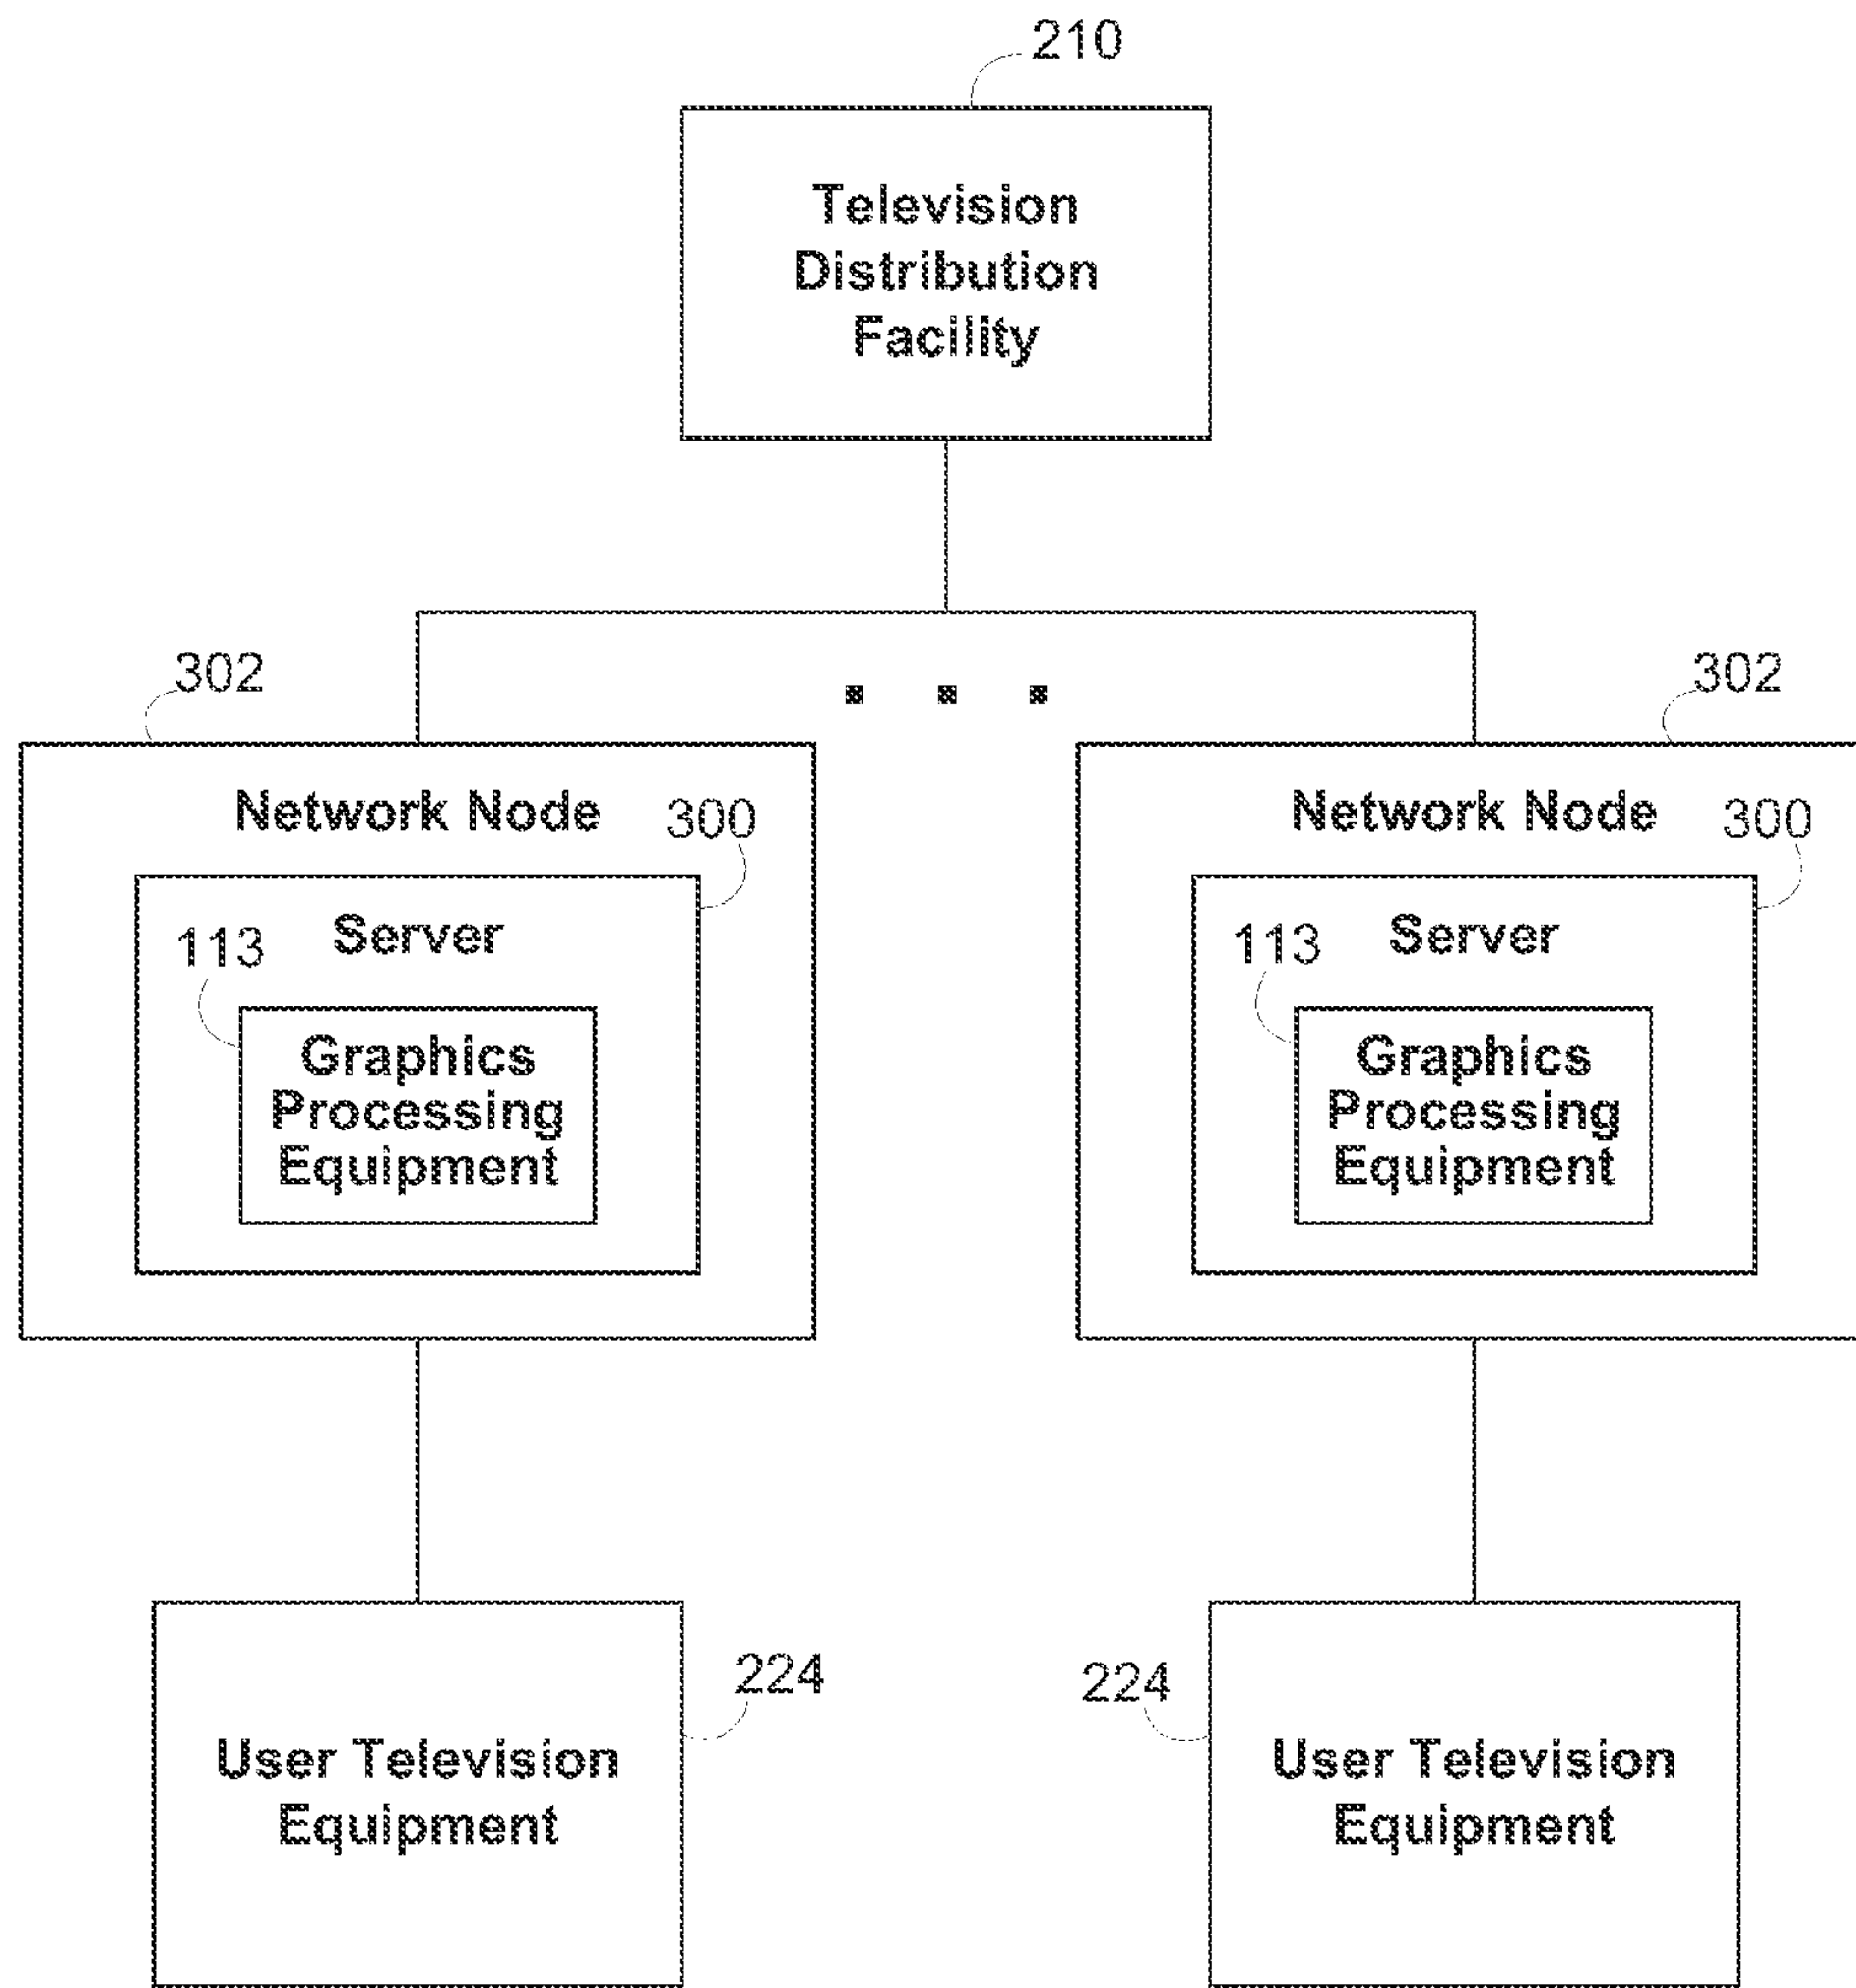 210
Television
Distribution
Facility
302
302
. . .
Network Node
300
Network Node
300
Server
113
Server
113
Graphics
Processing
Equipment
Graphics
Processing
Equipment
224
224
User Television
Equipment
User Television
Equipment